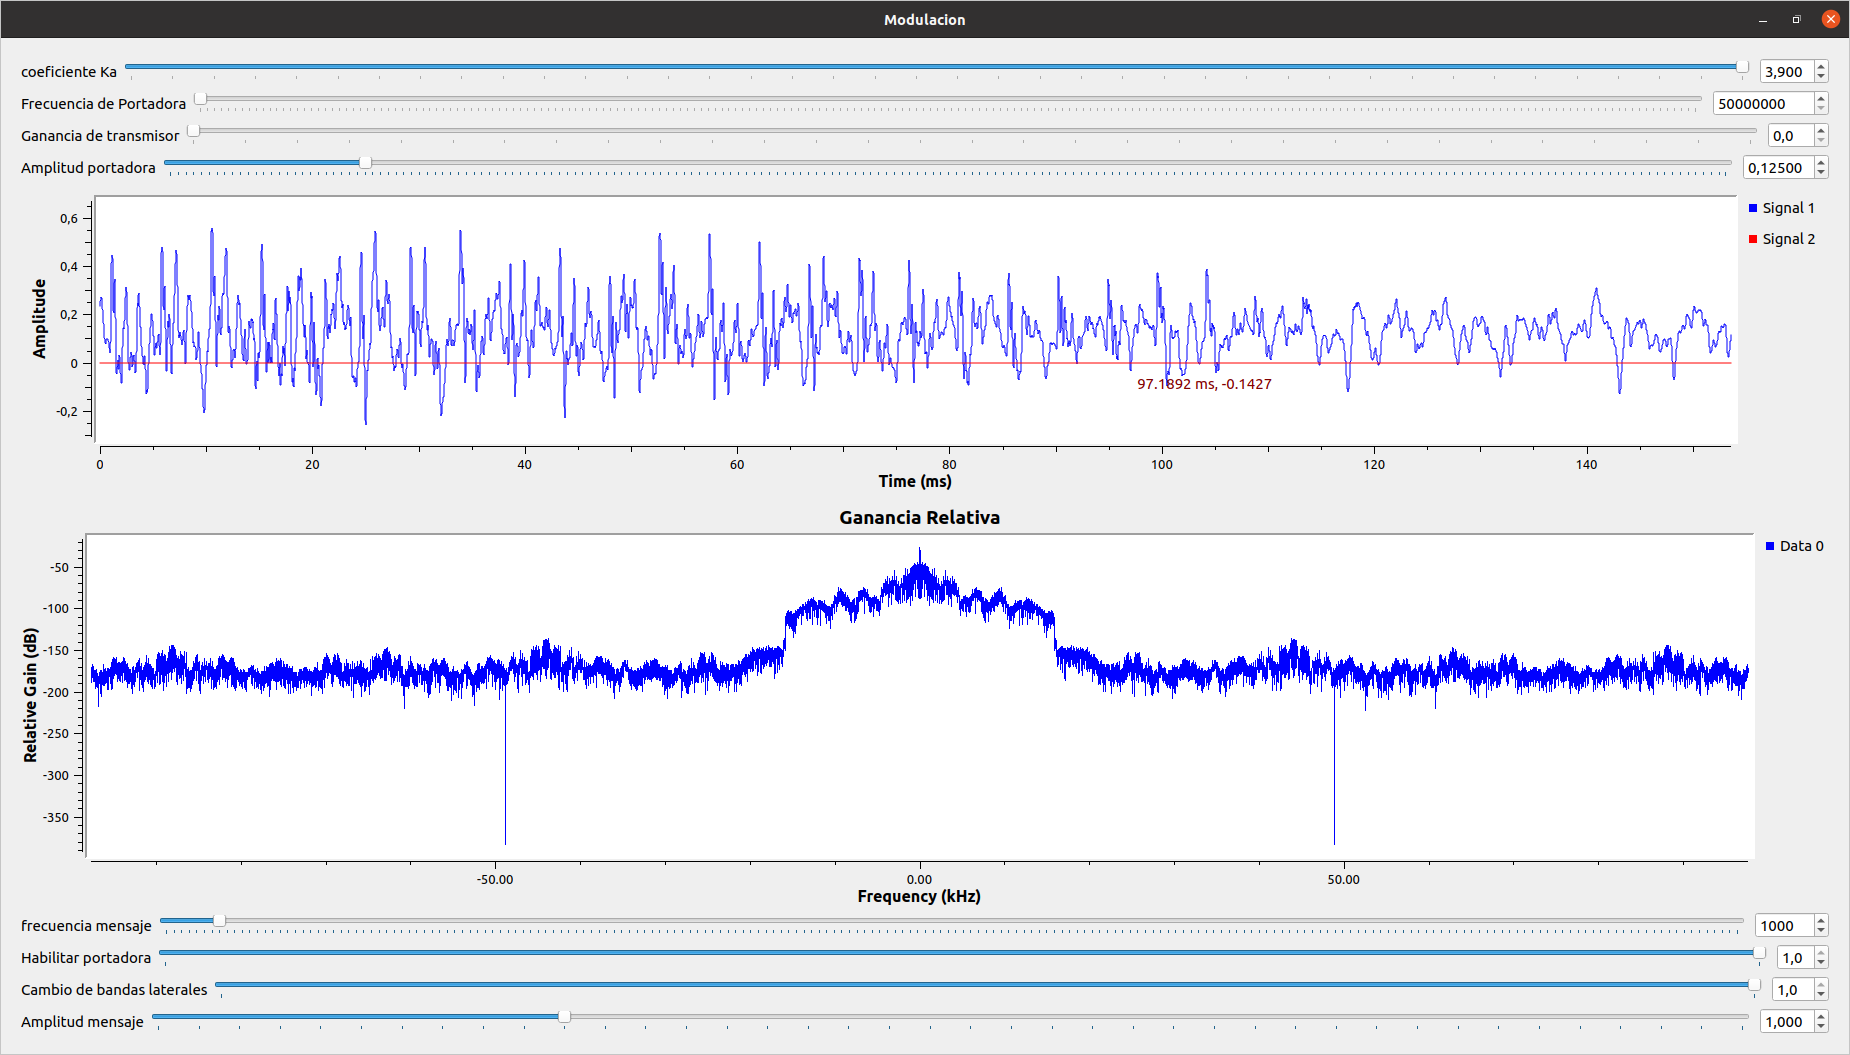 Modulacion
coeficiente Ka 3,900
Frecuencia de Portadora 50000000
Ganancia de transmisor 0,0
Amplitud portadora 0,12500
Amplitude
0,6
0,4
0,2
0
-0,2
97.1892 ms, -0.1427
Signal 1
Signal 2
0 20 40 60 80 100 120 140
Time (ms)
Ganancia Relativa
Relative Gain (dB)
-50
-100
-150
-200
-250
-300
-350
Data 0
-50.00 0.00 50.00
Frequency (kHz)
frecuencia mensaje 1000
Habilitar portadora 1,0
Cambio de bandas laterales 1,0
Amplitud mensaje 1,000